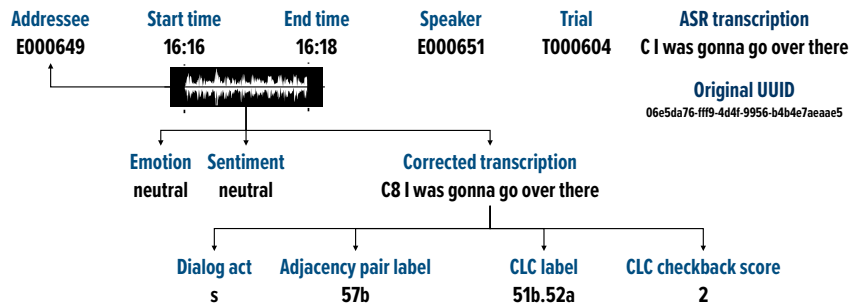 Addressee Start time End time Speaker Trial ASR transcription
E000649 16:16 16:18 E000651 T000604 C I was gonna go over there
Original UUID
06e5da76-fff9-4d4f-9956-b4b4e7aeaae5
Emotion Sentiment Corrected transcription
neutral neutral C8 I was gonna go over there
Dialog act Adjacency pair label CLC label CLC checkback score
s 57b 51b.52a 2